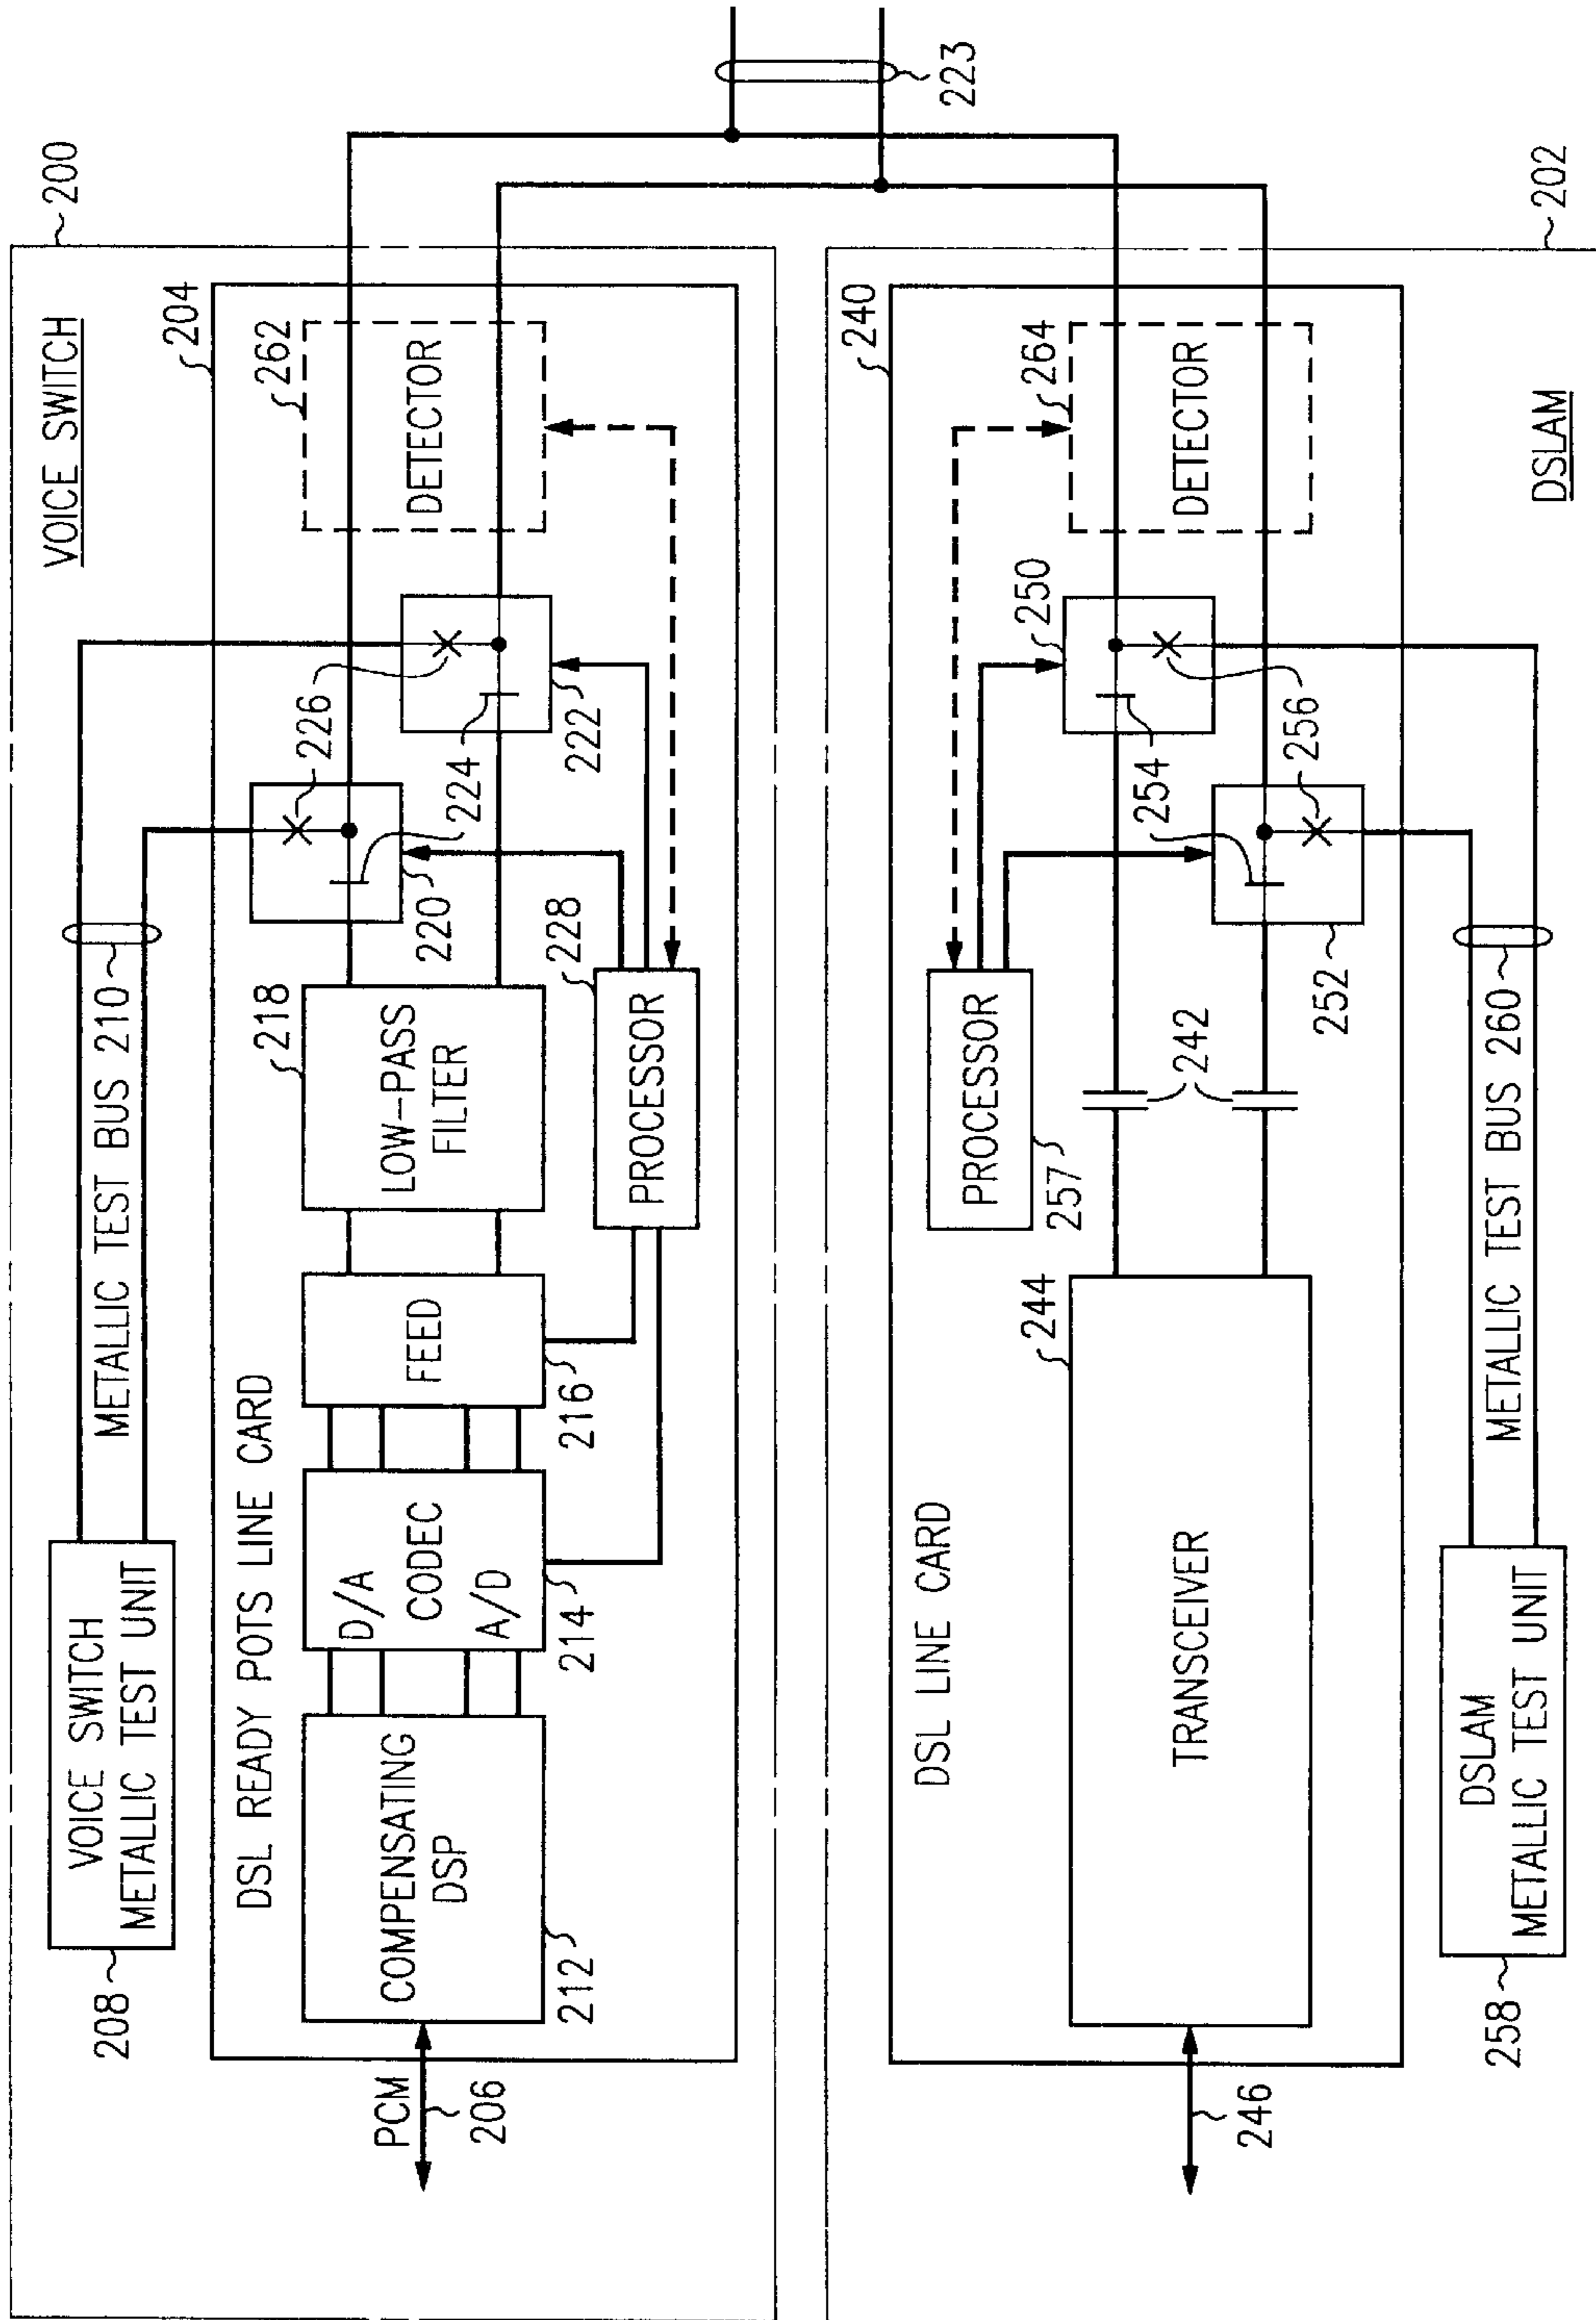 VOICE SWITCH
200
VOICE SWITCH
METALLIC TEST UNIT
208
METALLIC TEST BUS 210
DSL READY POTS LINE CARD
204
PCM
206
COMPENSATING
DSP
212
D/A
CODEC
A/D
214
FEED
216
LOW-PASS
FILTER
218
220
226
224
222
PROCESSOR
228
DETECTOR
262
223
DSLAM
202
DSL LINE CARD
240
246
TRANSCEIVER
244
242
PROCESSOR
257
250
254
256
252
DETECTOR
264
DSLAM
METALLIC TEST UNIT
258
METALLIC TEST BUS 260